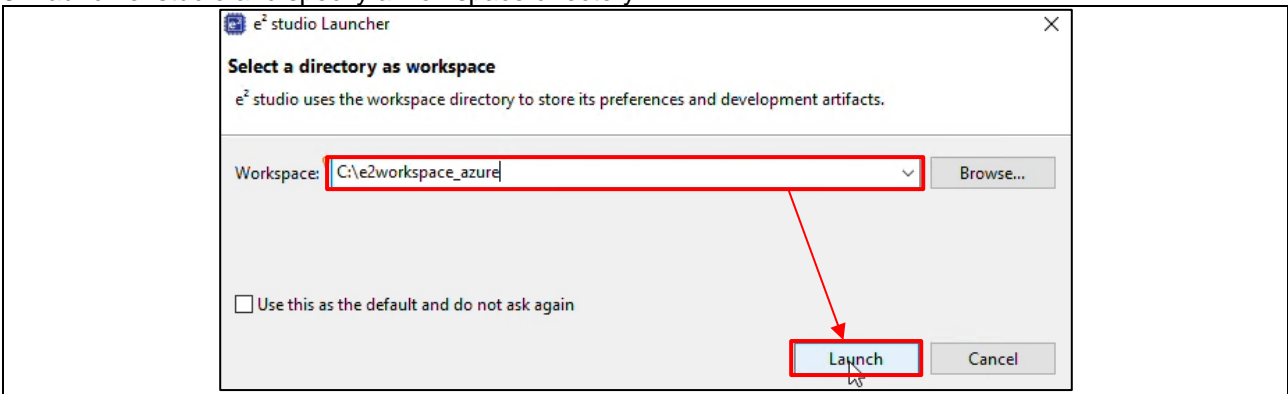 e² studio Launcher
Select a directory as workspace
e² studio uses the workspace directory to store its preferences and development artifacts.
Workspace: C:\e2workspace_azure Browse...
Use this as the default and do not ask again
Launch Cancel